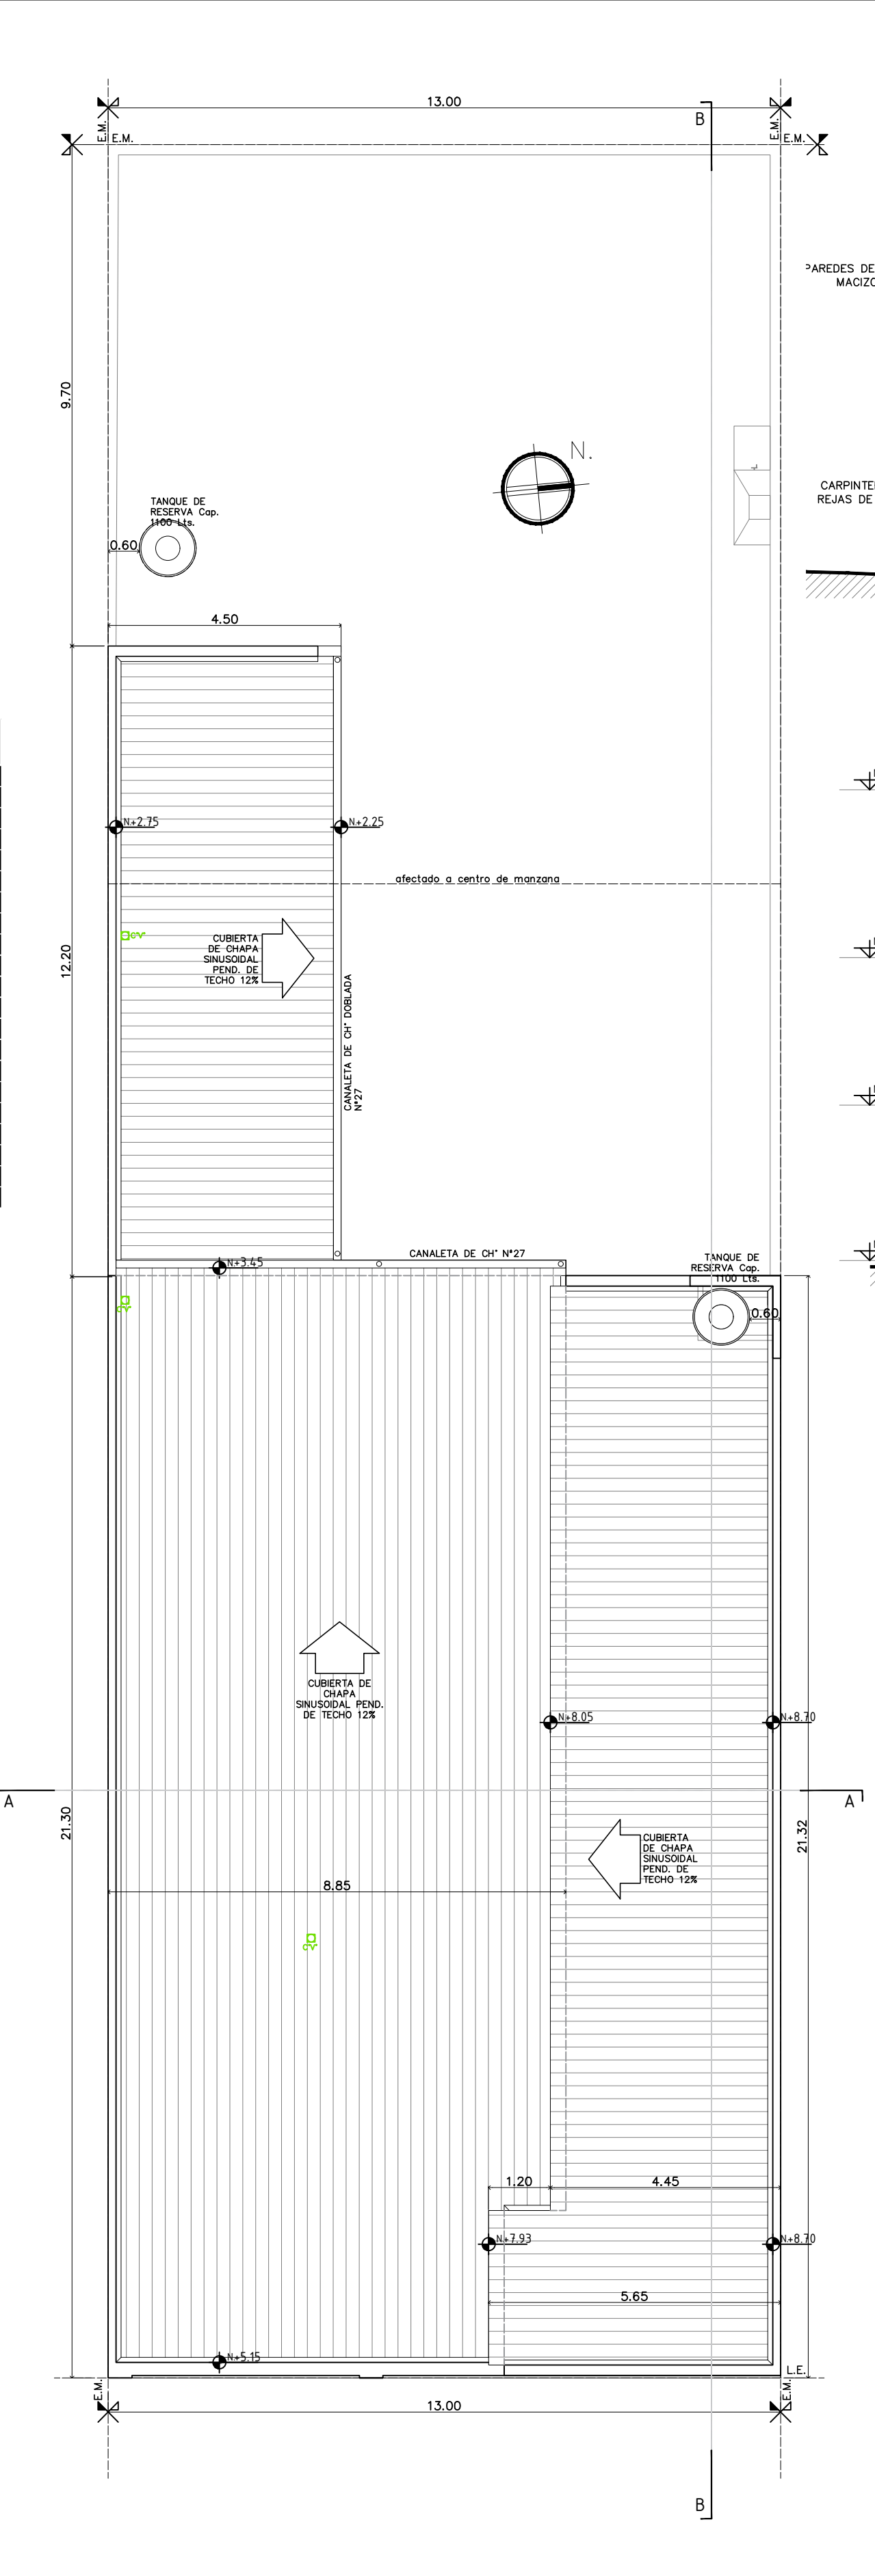 13.00
B
E.M.
E.M.
E.M.
E.M.
PAREDES DE
MACIZO
9.70
N.
TANQUE DE
RESERVA Cap.
1100 Lts.
0.60
CARPINTE
REJAS DE
4.50
N+2.75
N+2.25
afectado a centro de manzana
CV
CUBIERTA
DE CHAPA
SINUSOIDAL
PEND. DE
TECHO 12%
12.20
CANALETA DE CH° DOBLADA
N°27
CANALETA DE CH° N°27
N+3.45
TANQUE DE
RESERVA Cap.
1100 Lts.
0.60
CV
CUBIERTA DE
CHAPA
SINUSOIDAL PEND.
DE TECHO 12%
N+8.05
N+8.70
A
A
21.30
21.32
CUBIERTA
DE CHAPA
SINUSOIDAL
PEND. DE
TECHO 12%
8.85
CV
1.20
4.45
N+7.93
N+8.70
5.65
N+5.15
L.E.
E.M.
E.M.
13.00
B